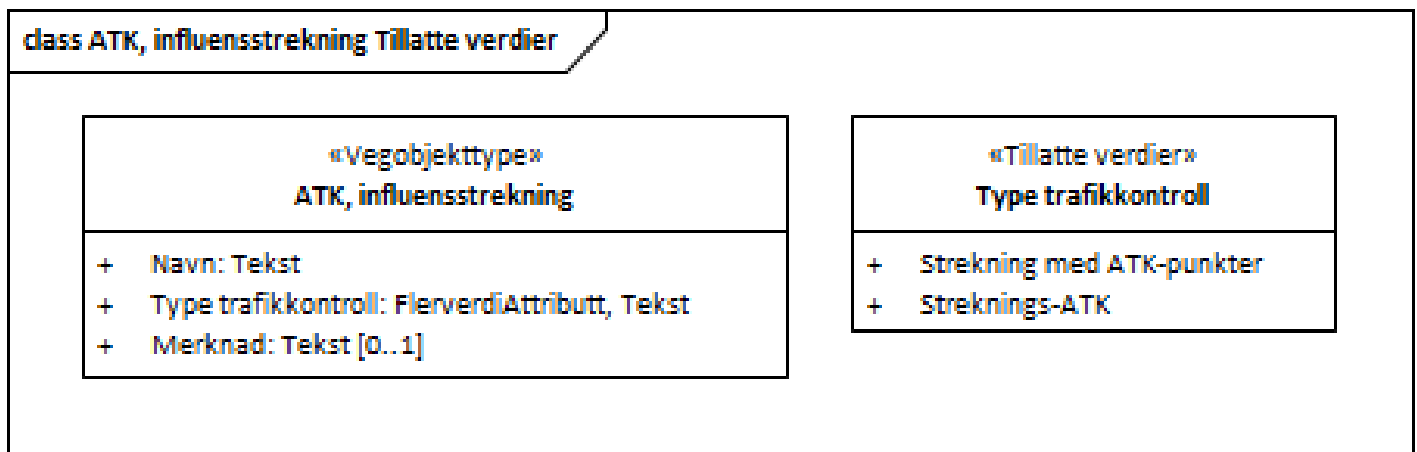 class ATK, influensstrekning Tillatte verdier
«Vegobjekttype»
ATK, influensstrekning
+ Navn: Tekst
+ Type trafikkontroll: FlerverdiAttributt, Tekst
+ Merknad: Tekst [0..1]
«Tillatte verdier»
Type trafikkontroll
+ Strekning med ATK-punkter
+ Streknings-ATK